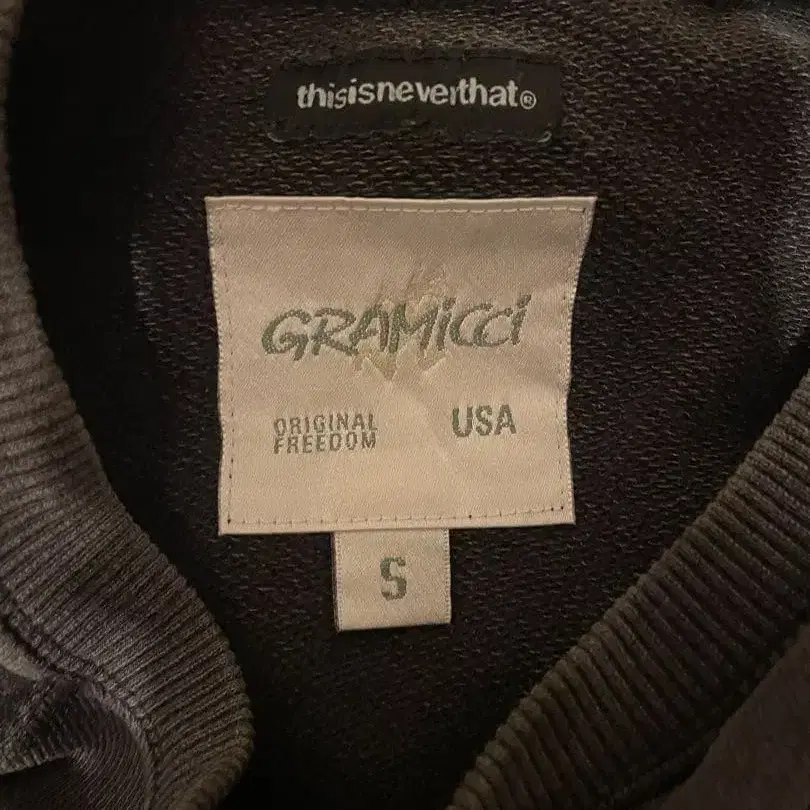 thisisneverthat®
GRAMicci
ORIGINAL
FREEDOM
USA
S